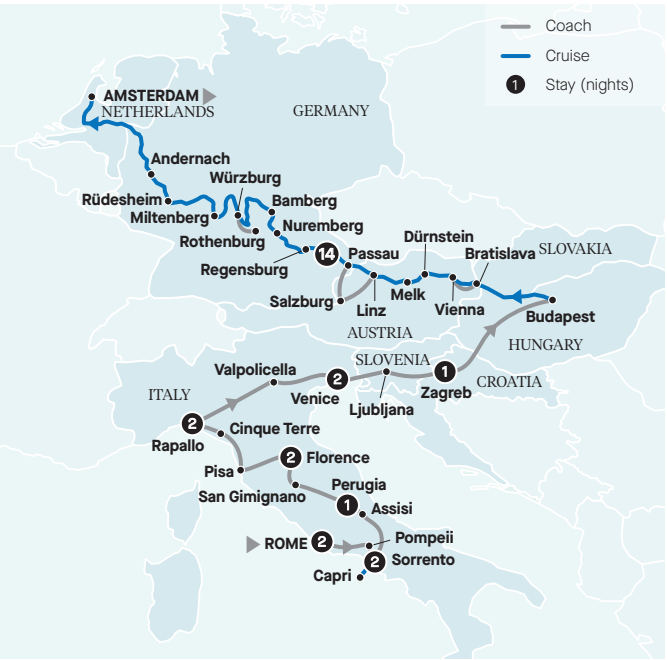 Coach
Cruise
1 Stay (nights)
AMSTERDAM
NETHERLANDS
GERMANY
Andernach
Würzburg
Rüdesheim
Bamberg
Miltenberg
Nuremberg
Rothenburg
Dürnstein
14
Passau
Bratislava
SLOVAKIA
Regensburg
Salzburg
Linz
Melk
Vienna
Budapest
AUSTRIA
HUNGARY
SLOVENIA
Valpolicella
2
1
CROATIA
Venice
Zagreb
ITALY
Ljubljana
2
Cinque Terre
Rapallo
2
Florence
Pisa
Perugia
San Gimignano
1
Assisi
Pompeii
ROME
2
Sorrento
2
Capri